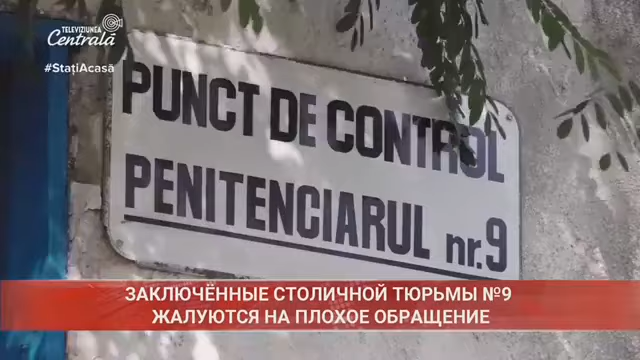 TELEVIZIUNEA
Centrală
#StațiAcasă
PUNCT DE CONTROL
PENITENCIARUL nr.9
ЗАКЛЮЧЁННЫЕ СТОЛИЧНОЙ ТЮРЬМЫ №9
ЖАЛУЮТСЯ НА ПЛОХОЕ ОБРАЩЕНИЕ